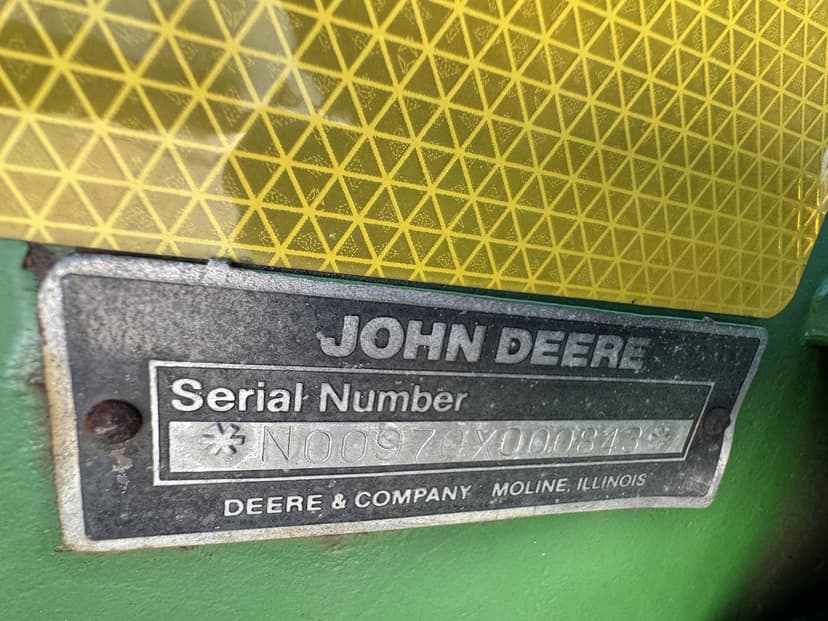 JOHN DEERE
Serial Number
*N00970X000843*
DEERE & COMPANY MOLINE, ILLINOIS